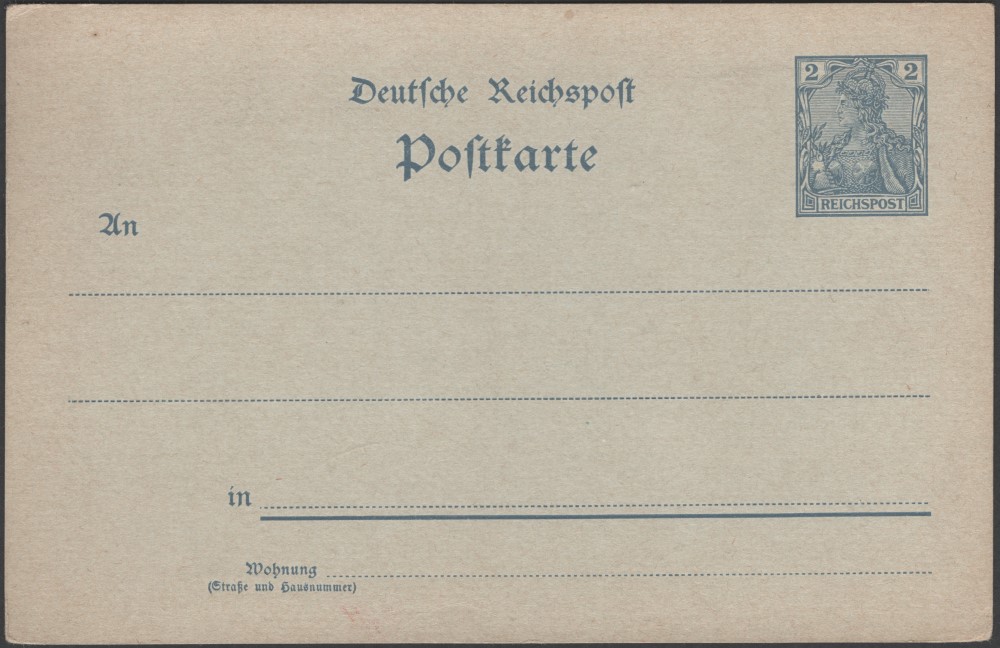 Deutſche Reichspoſt
Poſtkarte
2 2
REICHSPOST
An
in
Wohnung
(Straße und Hausnummer)